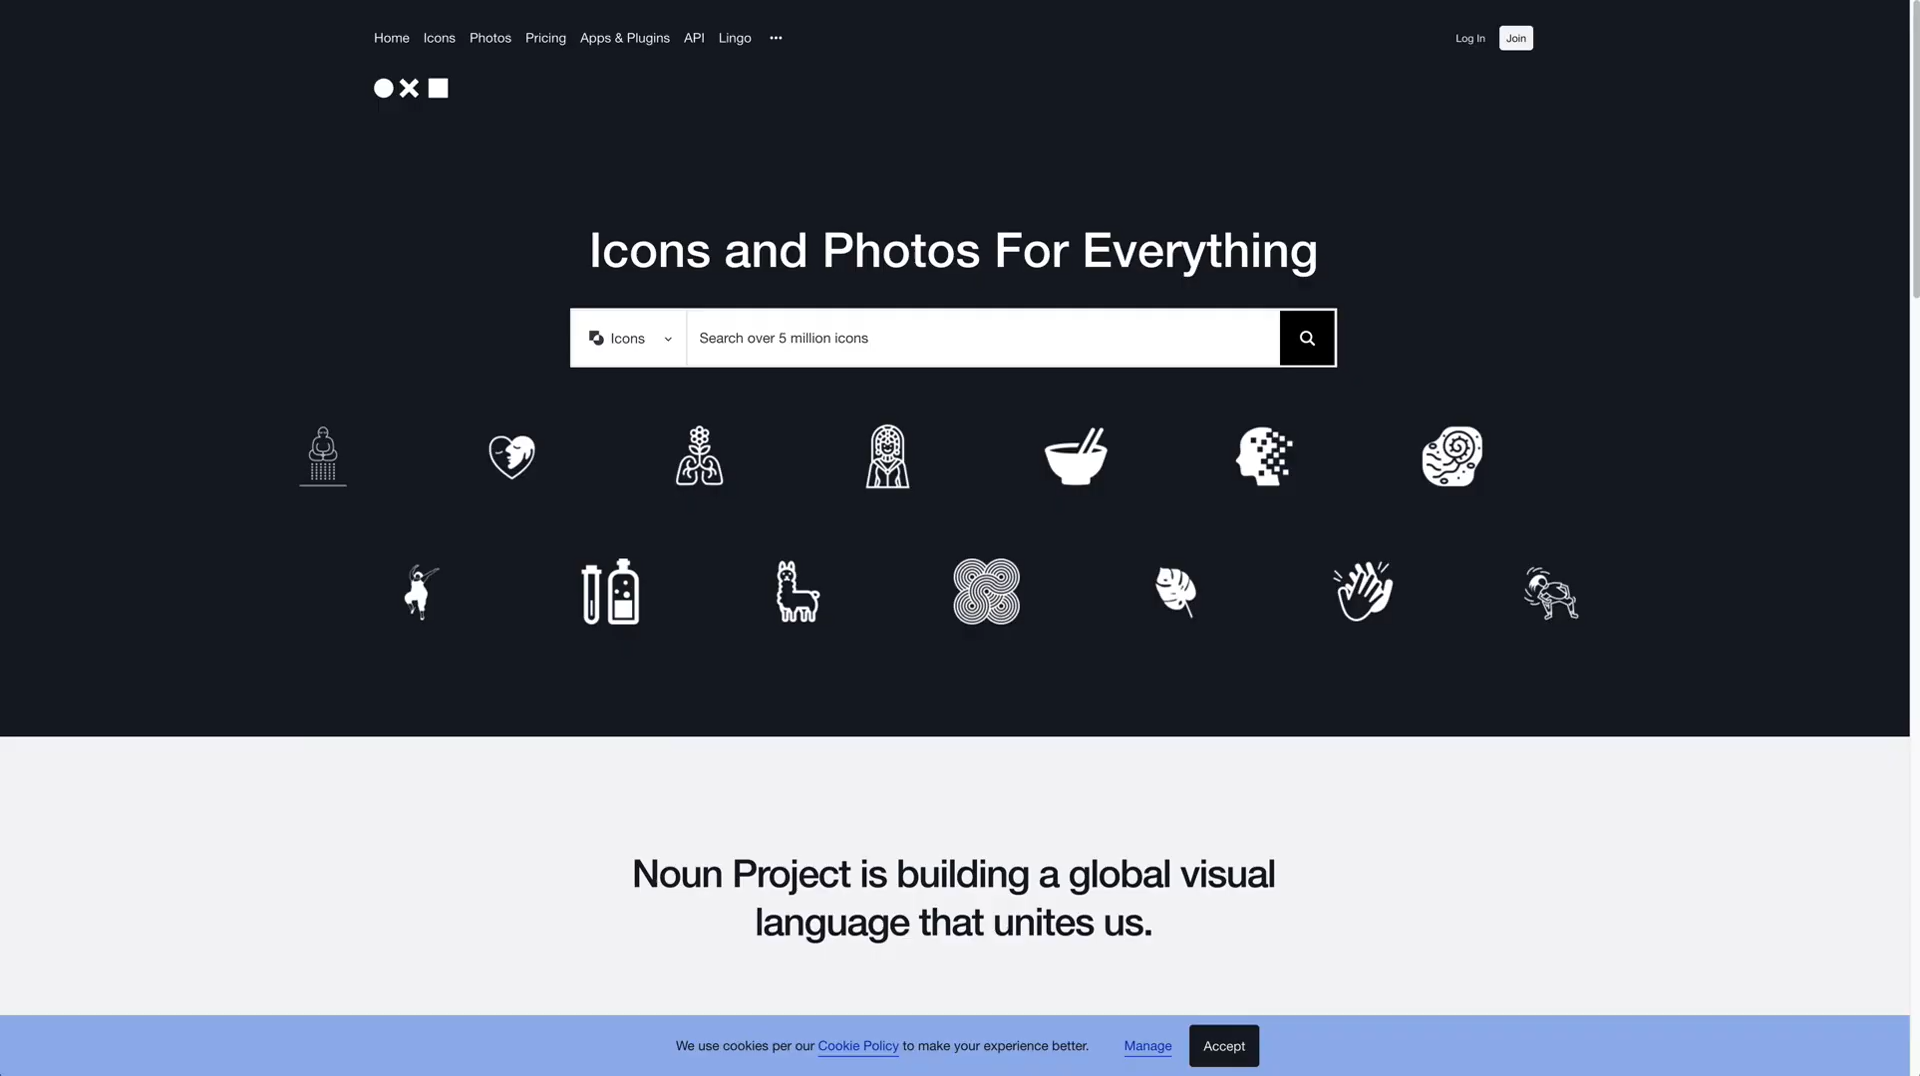 Home Icons Photos Pricing Apps & Plugins API Lingo ••• Log In Join
Icons and Photos For Everything
Icons Search over 5 million icons
Noun Project is building a global visual
language that unites us.
We use cookies per our Cookie Policy to make your experience better. Manage Accept